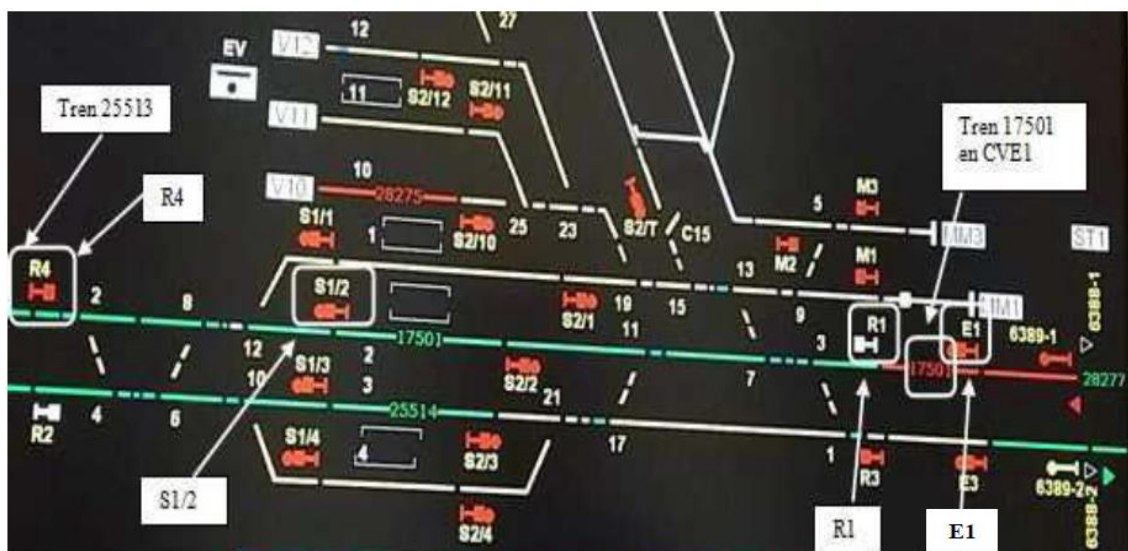 12
27
EV
V12
S2/11
S2/12
11
Tren 25513
V11
Tren 17501
en CVE1
R4
10
V10
28275
S1/1
1
S2/10
25
23
S2/T
C15
5
M3
MM3
ST1
M2
M1
R4
2
8
S1/2
S2/1
19
15
13
9
MM1
6388-1
11
3
R1
E1
6389-1
12
17501
2
S1/3
10
3
S2/2
7
17501
28277
R2
4
6
25514
21
17
S1/4
4
S2/3
1
R3
E3
6389-2
6388-2
S1/2
S2/4
R1
E1